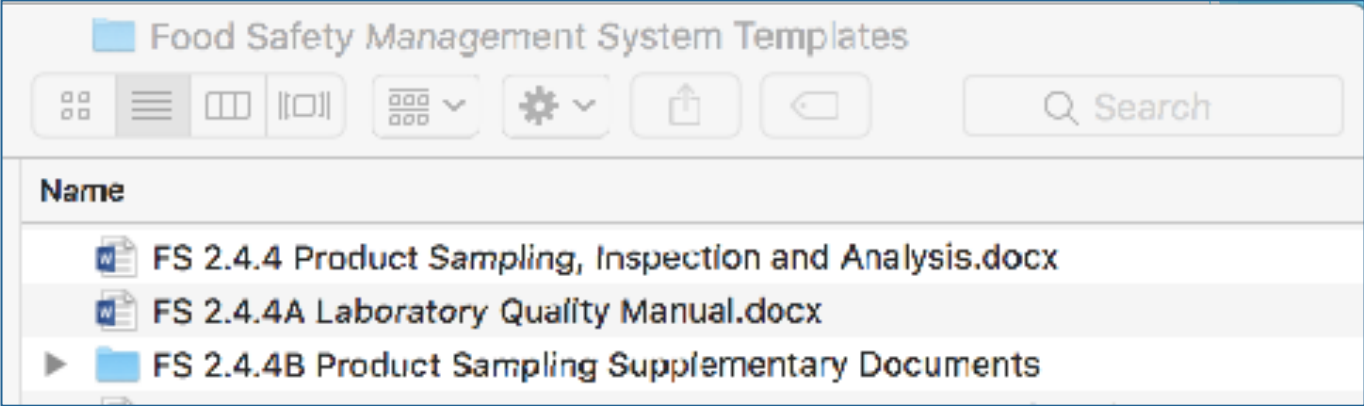 Food Safety Management System Templates
Search
Name
FS 2.4.4 Product Sampling, Inspection and Analysis.docx
FS 2.4.4A Laboratory Quality Manual.docx
FS 2.4.4B Product Sampling Supplementary Documents